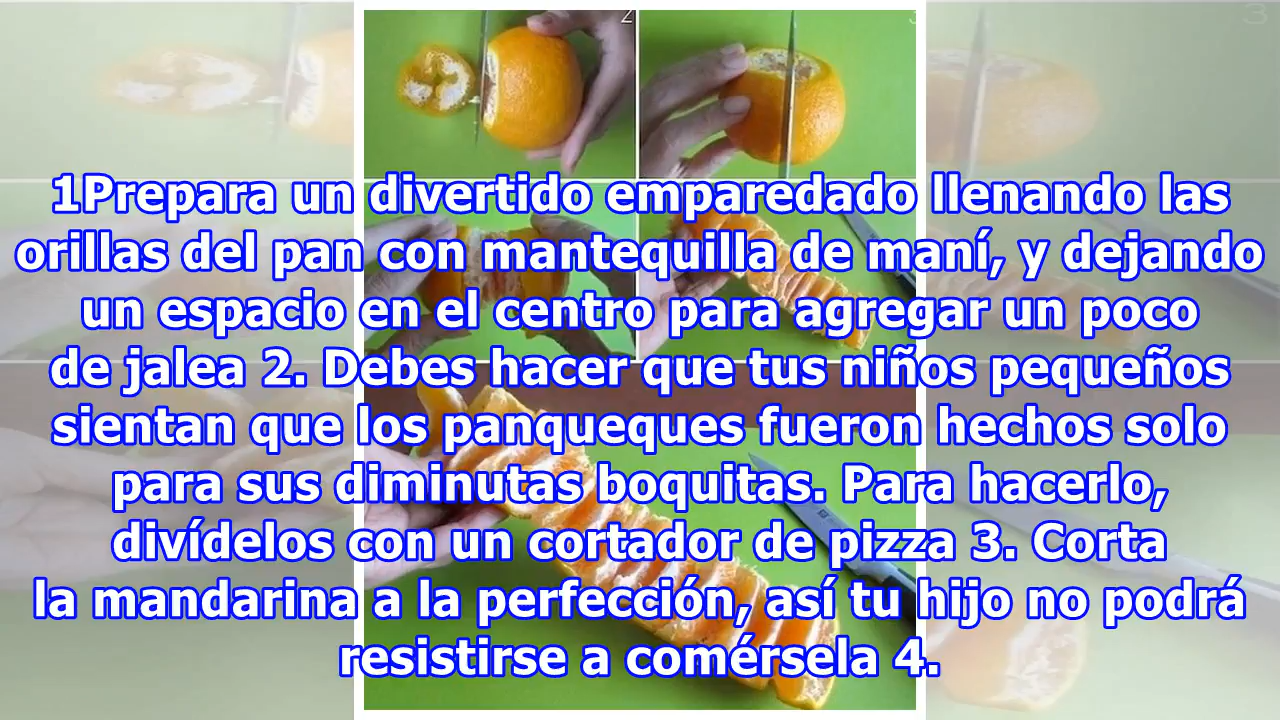 2
3
3
1Prepara un divertido emparedado llenando las
orillas del pan con mantequilla de maní, y dejando
un espacio en el centro para agregar un poco
de jalea 2. Debes hacer que tus niños pequeños
sientan que los panqueques fueron hechos solo
para sus diminutas boquitas. Para hacerlo,
divídelos con un cortador de pizza 3. Corta
la mandarina a la perfección, así tu hijo no podrá
resistirse a comérsela 4.